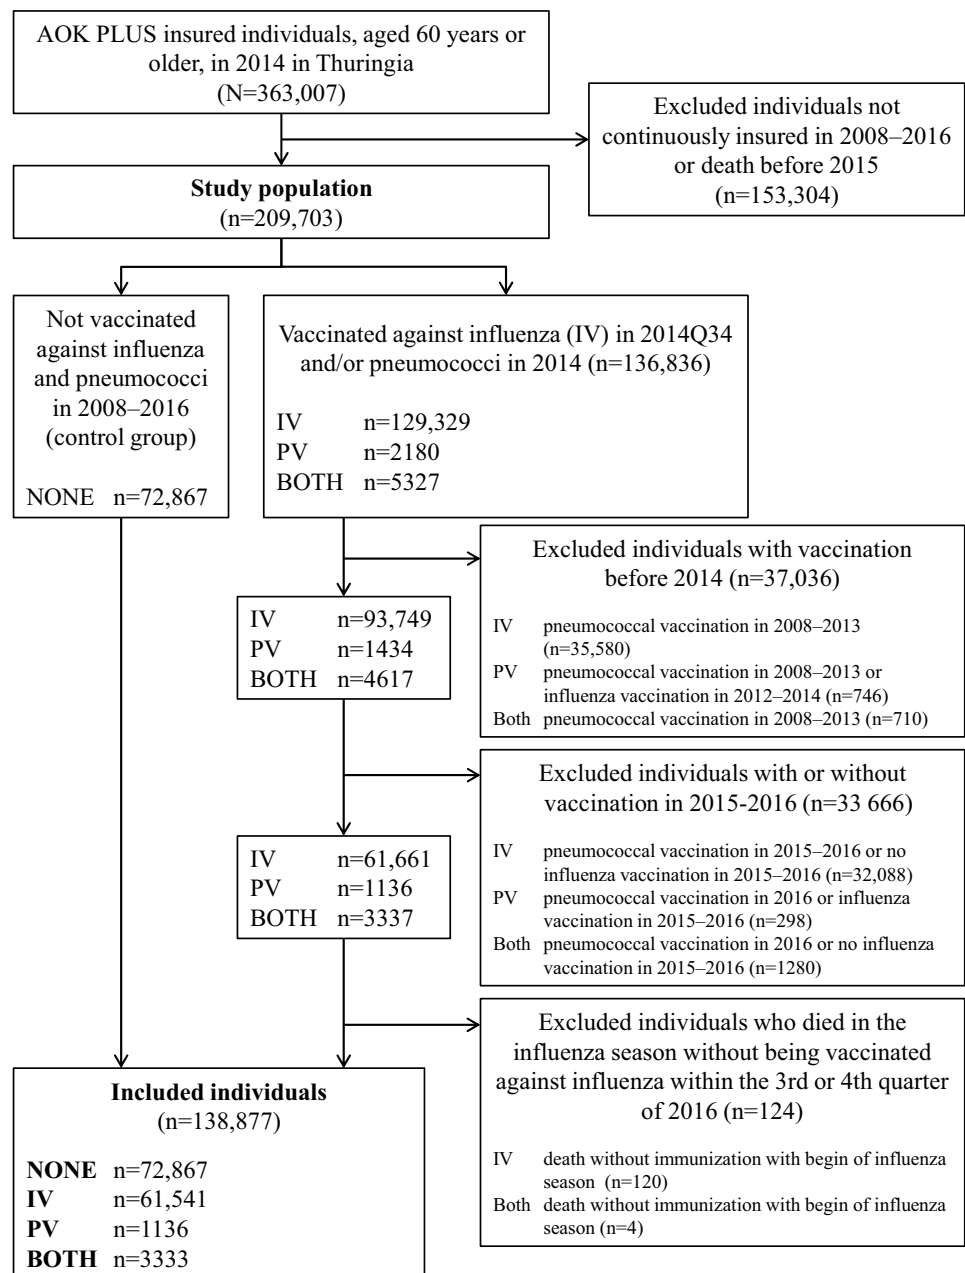 AOK PLUS insured individuals, aged 60 years or
older, in 2014 in Thuringia
(N=363,007)
Excluded individuals not
continuously insured in 2008–2016
or death before 2015
(n=153,304)
Study population
(n=209,703)
Not vaccinated
against influenza
and pneumococci
in 2008–2016
(control group)
NONE n=72,867
Vaccinated against influenza (IV) in 2014Q34
and/or pneumococci in 2014 (n=136,836)
IV n=129,329
PV n=2180
BOTH n=5327
Excluded individuals with vaccination
before 2014 (n=37,036)
IV pneumococcal vaccination in 2008–2013
(n=35,580)
PV pneumococcal vaccination in 2008–2013 or
influenza vaccination in 2012–2014 (n=746)
Both pneumococcal vaccination in 2008–2013 (n=710)
IV n=93,749
PV n=1434
BOTH n=4617
Excluded individuals with or without
vaccination in 2015-2016 (n=33 666)
IV pneumococcal vaccination in 2015–2016 or no
influenza vaccination in 2015–2016 (n=32,088)
PV pneumococcal vaccination in 2016 or influenza
vaccination in 2015–2016 (n=298)
Both pneumococcal vaccination in 2016 or no influenza
vaccination in 2015–2016 (n=1280)
IV n=61,661
PV n=1136
BOTH n=3337
Excluded individuals who died in the
influenza season without being vaccinated
against influenza within the 3rd or 4th quarter
of 2016 (n=124)
IV death without immunization with begin of influenza
season (n=120)
Both death without immunization with begin of influenza
season (n=4)
Included individuals
(n=138,877)
NONE n=72,867
IV n=61,541
PV n=1136
BOTH n=3333